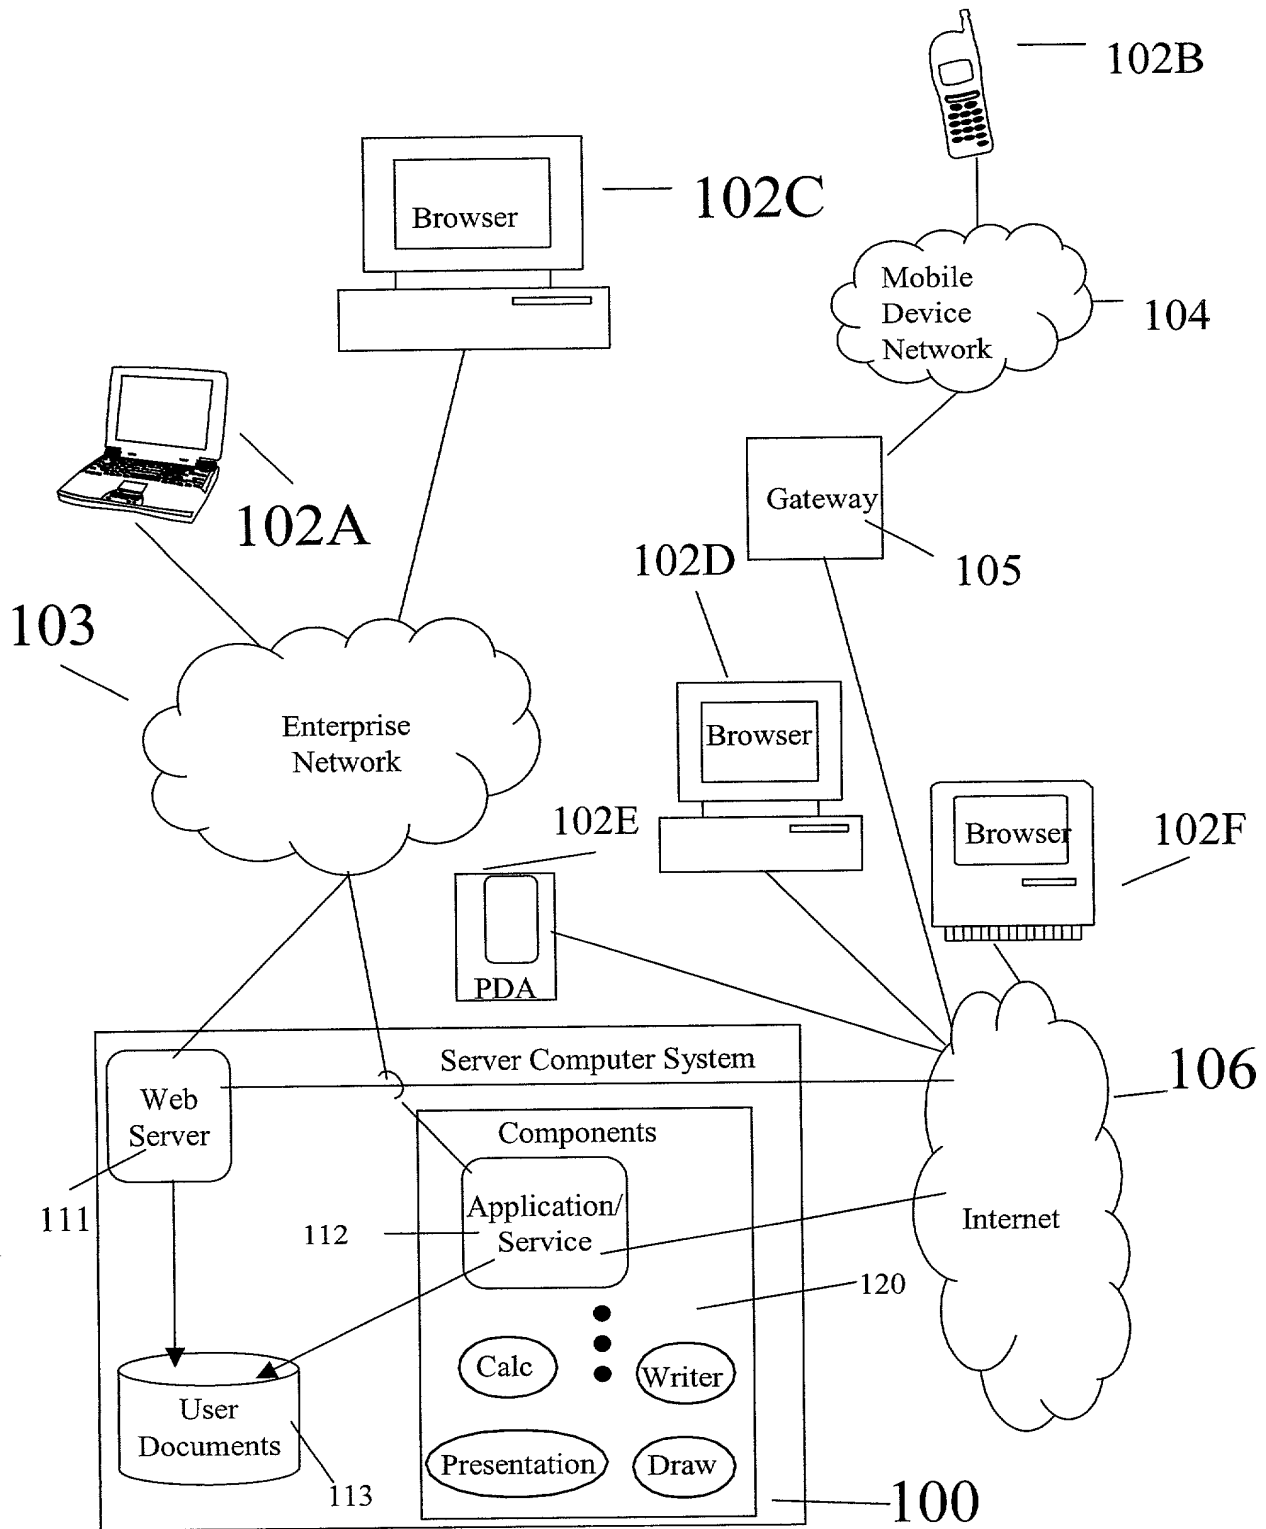 102B
Browser
102C
Mobile
Device
Network
104
102A
Gateway
105
102D
103
Enterprise
Network
Browser
102E
Browser
102F
PDA
Server Computer System
106
Web
Server
Components
111
Application/
Service
112
Internet
120
Calc
Writer
User
Documents
Presentation
Draw
113
100